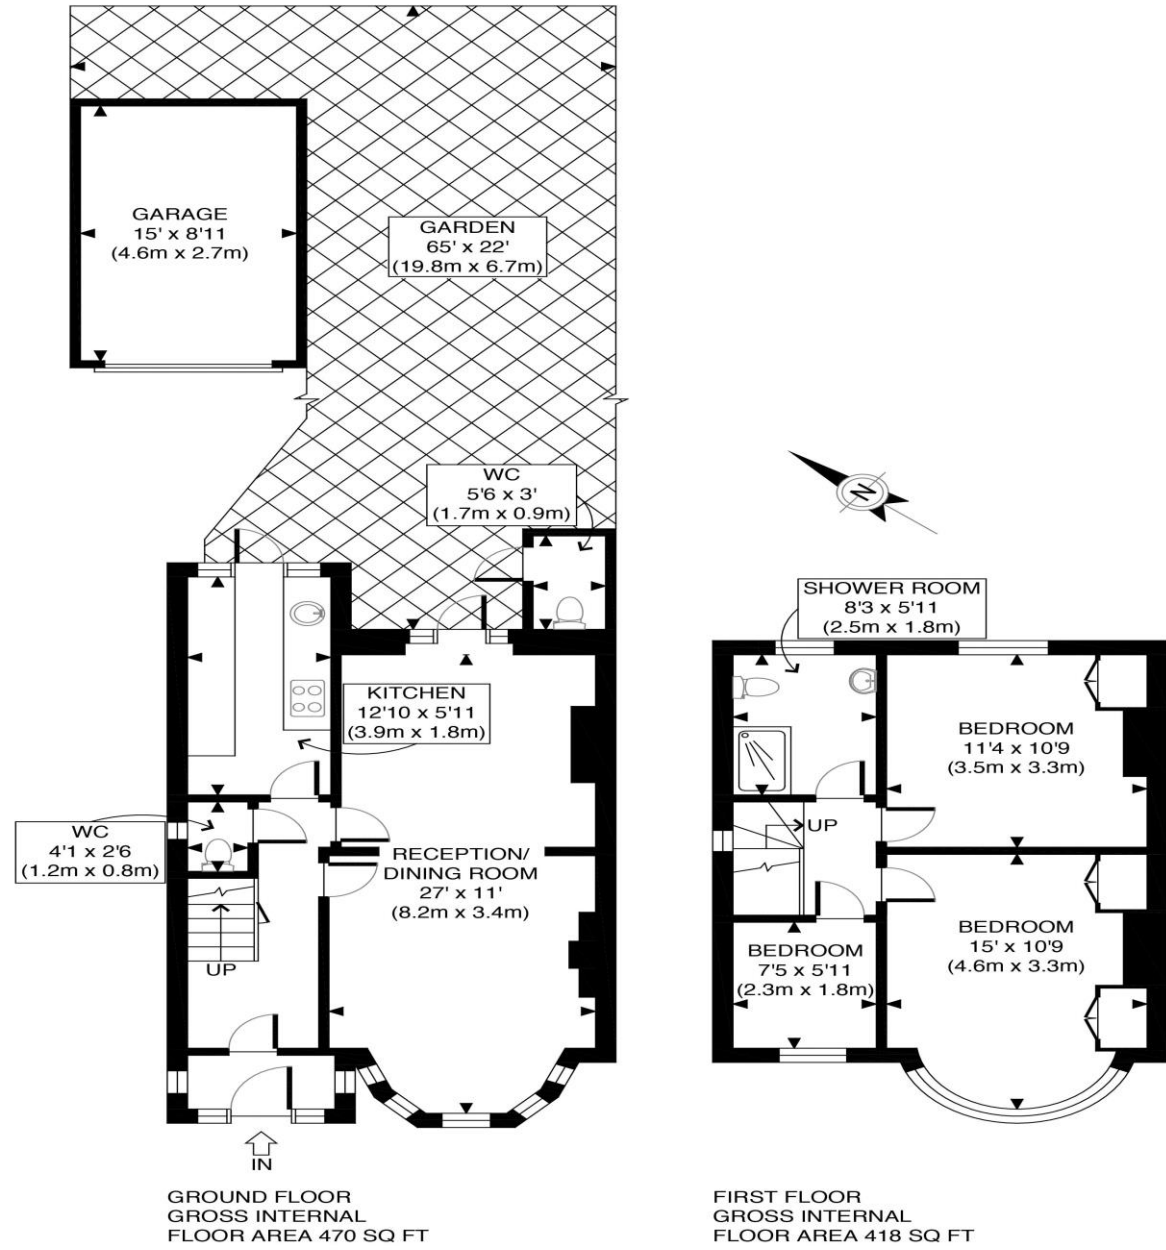 GARAGE
15' x 8'11
(4.6m x 2.7m)
GARDEN
65' x 22'
(19.8m x 6.7m)
WC
5'6 x 3'
(1.7m x 0.9m)
KITCHEN
12'10 x 5'11
(3.9m x 1.8m)
WC
4'1 x 2'6
(1.2m x 0.8m)
RECEPTION/
DINING ROOM
27' x 11'
(8.2m x 3.4m)
UP
IN
GROUND FLOOR
GROSS INTERNAL
FLOOR AREA 470 SQ FT
N
SHOWER ROOM
8'3 x 5'11
(2.5m x 1.8m)
BEDROOM
11'4 x 10'9
(3.5m x 3.3m)
UP
BEDROOM
7'5 x 5'11
(2.3m x 1.8m)
BEDROOM
15' x 10'9
(4.6m x 3.3m)
FIRST FLOOR
GROSS INTERNAL
FLOOR AREA 418 SQ FT